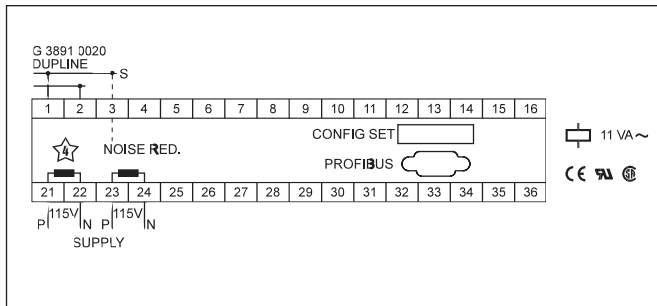 G 3891 0020
DUPLINE
S
1 2 3 4 5 6 7 8 9 10 11 12 13 14 15 16
CONFIG SET
11 VA~
4
NOISE RED.
PROFIBUS
CE
21 22 23 24 25 26 27 28 29 30 31 32 33 34 35 36
P 115V N P 115V N
SUPPLY